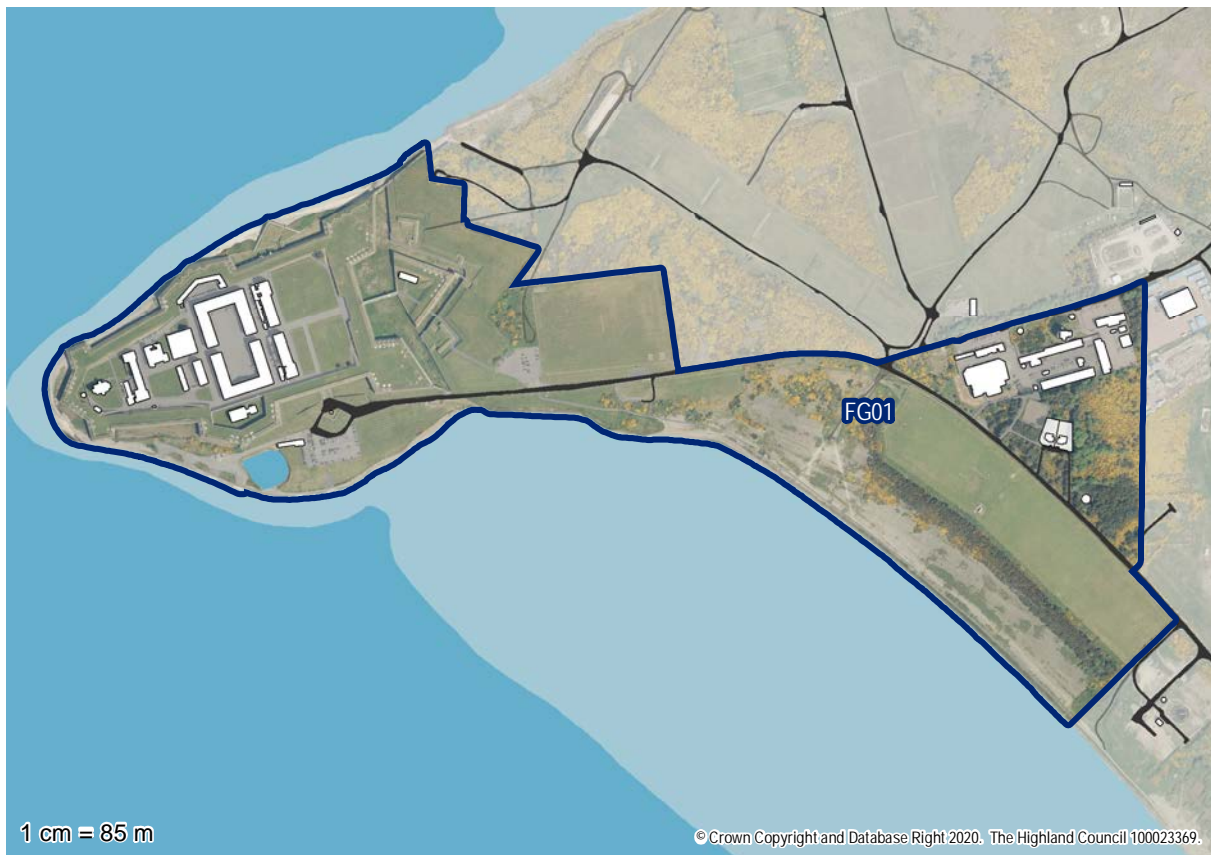 FG01
1 cm = 85 m
© Crown Copyright and Database Right 2020. The Highland Council 100023369.